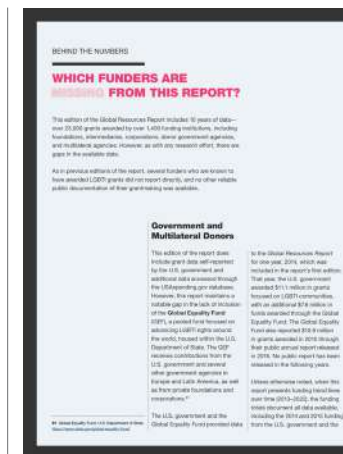 BEHIND THE NUMBERS
WHICH FUNDERS ARE
MISSING FROM THIS REPORT?
This edition of the Global Resources Report includes 10 years of data—
over 23,200 grants awarded by over 1,400 funding institutions, including
foundations, intermediaries, corporations, donor government agencies,
and multilateral agencies. However, as with any research effort, there are
gaps in the available data.
As in previous editions of the report, several funders who are known to
have awarded LGBTI grants did not report directly, and no other reliable
public documentation of their grantmaking was available.
Government and
Multilateral Donors
This edition of the report does
include grant data self-reported
by the U.S. government and
additional data accessed through
the USAspending.gov database.
However, the report maintains a
notable gap in the lack of inclusion
of the Global Equality Fund
(GEF), a pooled fund focused on
advancing LGBTI rights around
the world, housed within the U.S.
Department of State. The GEF
receives contributions from the
U.S. government and several
other government agencies in
Europe and Latin America, as well
as from private foundations and
corporations.
The U.S. government and the
Global Equality Fund provided data
to the Global Resources Report
for one year, 2014, which was
included in the report's first edition.
That year, the U.S. government
awarded $11.1 million in grants
focused on LGBTI communities,
with an additional $7.8 million in
funds awarded through the Global
Equality Fund. The Global Equality
Fund also reported
in grants awarded in 2015 through
their public annual report released
in 2016. No public report has been
released in the following years.
Unless otherwise noted, when this
report presents funding trend lines
over time (2013–2022), the funding
totals document all data available,
including the 2014 and 2015 funding
from the U.S. government and the
Global Equality Fund U.S. Department of State